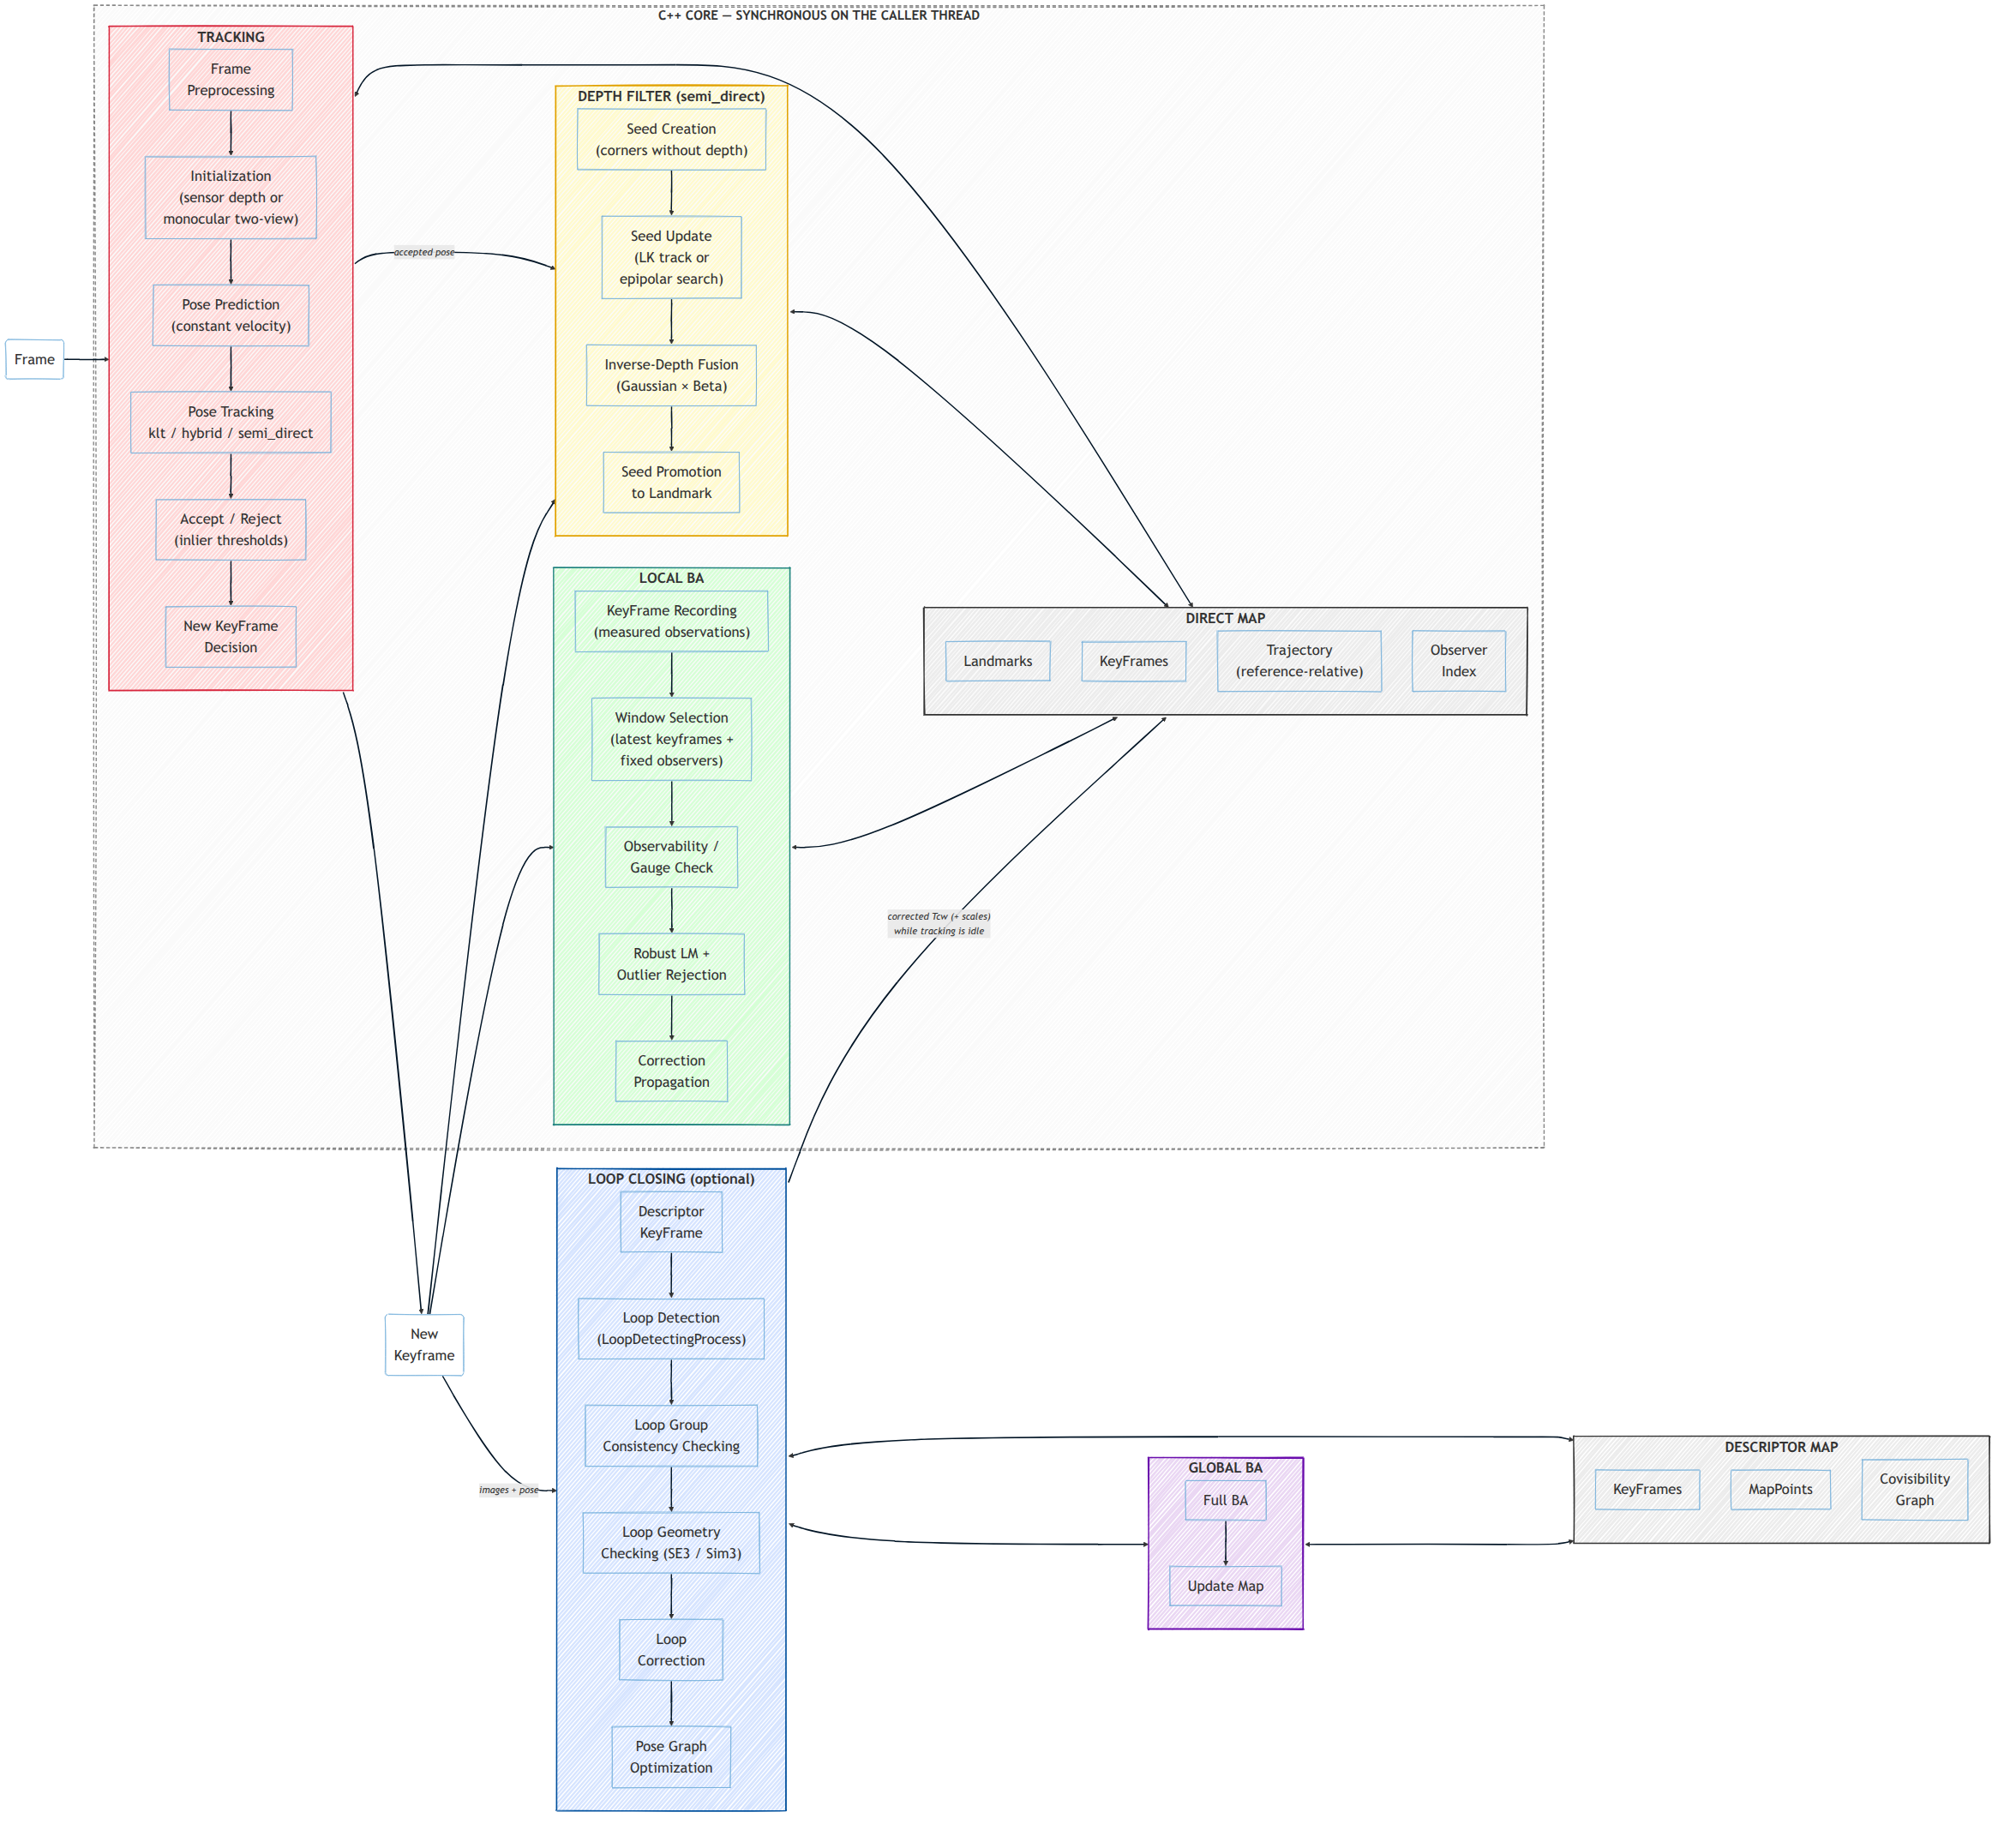 C++ CORE — SYNCHRONOUS ON THE CALLER THREAD
TRACKING
Frame
Preprocessing
Initialization
(sensor depth or
monocular two-view)
Pose Prediction
(constant velocity)
Pose Tracking
klt / hybrid / semi_direct
Accept / Reject
(inlier thresholds)
New KeyFrame
Decision
Frame
accepted pose
DEPTH FILTER (semi_direct)
Seed Creation
(corners without depth)
Seed Update
(LK track or
epipolar search)
Inverse-Depth Fusion
(Gaussian × Beta)
Seed Promotion
to Landmark
LOCAL BA
KeyFrame Recording
(measured observations)
Window Selection
(latest keyframes +
fixed observers)
Observability /
Gauge Check
Robust LM +
Outlier Rejection
Correction
Propagation
DIRECT MAP
Landmarks
KeyFrames
Trajectory
(reference-relative)
Observer
Index
corrected Tcw (+ scales)
while tracking is idle
New
Keyframe
images + pose
LOOP CLOSING (optional)
Descriptor
KeyFrame
Loop Detection
(LoopDetectingProcess)
Loop Group
Consistency Checking
Loop Geometry
Checking (SE3 / Sim3)
Loop
Correction
Pose Graph
Optimization
GLOBAL BA
Full BA
Update Map
DESCRIPTOR MAP
KeyFrames
MapPoints
Covisibility
Graph